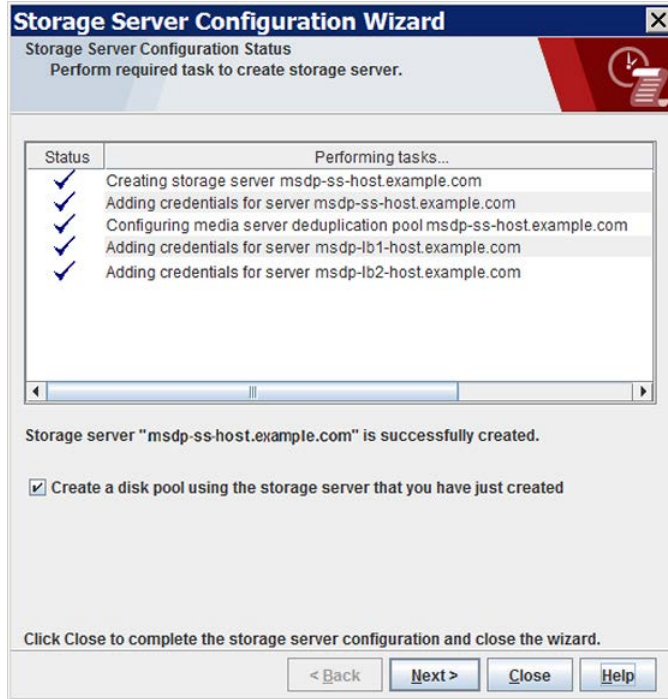 Storage Server Configuration Wizard
Storage Server Configuration Status
Perform required task to create storage server.
Status Performing tasks...
Creating storage server msdp-ss-host.example.com
Adding credentials for server msdp-ss-host.example.com
Configuring media server deduplication pool msdp-ss-host.example.com
Adding credentials for server msdp-lb1-host.example.com
Adding credentials for server msdp-lb2-host.example.com
Storage server "msdp-ss-host.example.com" is successfully created.
Create a disk pool using the storage server that you have just created
Click Close to complete the storage server configuration and close the wizard.
< Back Next > Close Help